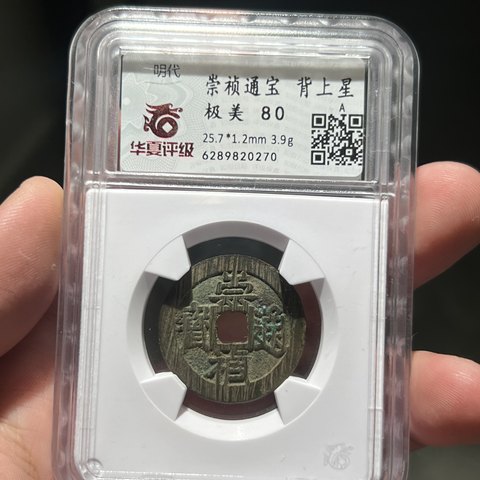 明代
崇祯通宝 背上星
极美 80 A
25.7*1.2mm 3.9g
6289820270
华夏评级
崇禎通寶